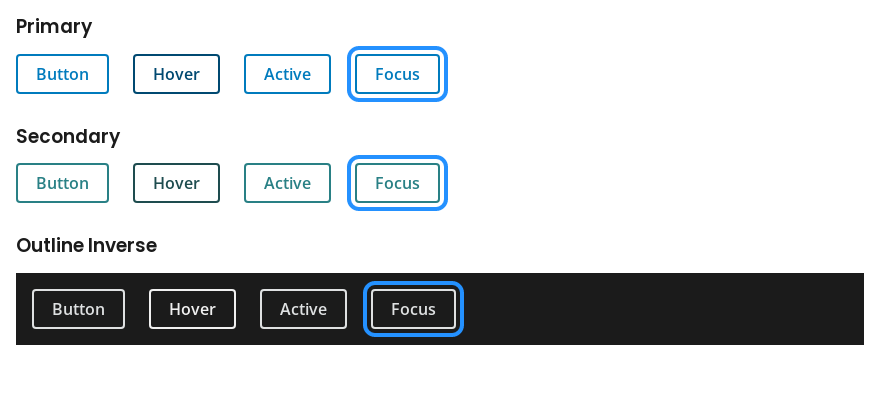 Primary
Button Hover Active Focus
Secondary
Button Hover Active Focus
Outline Inverse
Button Hover Active Focus